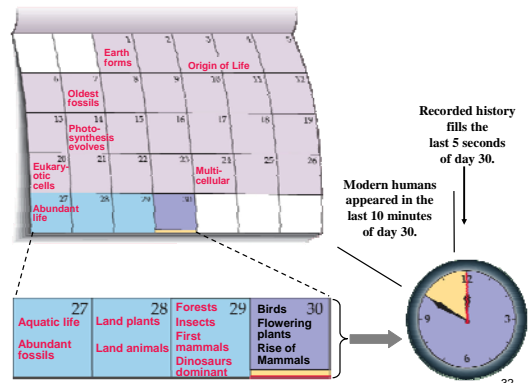 1 2 3 4 5
Earth
forms
Origin of Life
6 7 8 9 10 11 12
Oldest
fossils
13 14 15 16 17 18 19
Photo-
synthesis
evolves
20 21 22 23 24 25 26
Eukary-
otic
cells
Multi-
cellular
27 28 29 30
Abundant
life
Recorded history
fills the
last 5 seconds
of day 30.
Modern humans
appeared in the
last 10 minutes
of day 30.
27
Aquatic life
Abundant
fossils
28
Land plants
Land animals
Forests 29
Insects
First
mammals
Dinosaurs
dominant
Birds 30
Flowering
plants
Rise of
Mammals
12
9 3
6
32